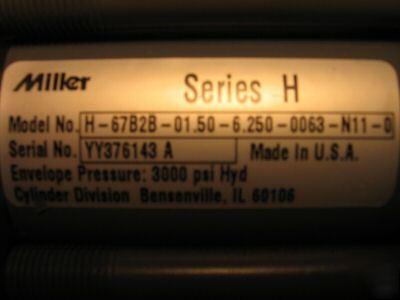 Miller
Series H
Model No. H-67B2B-01.50-6.250-0063-N11-0
Serial No. YY376143 A Made in U.S.A.
Envelope Pressure: 3000 psi Hyd
Cylinder Division Bensenville, IL 60106